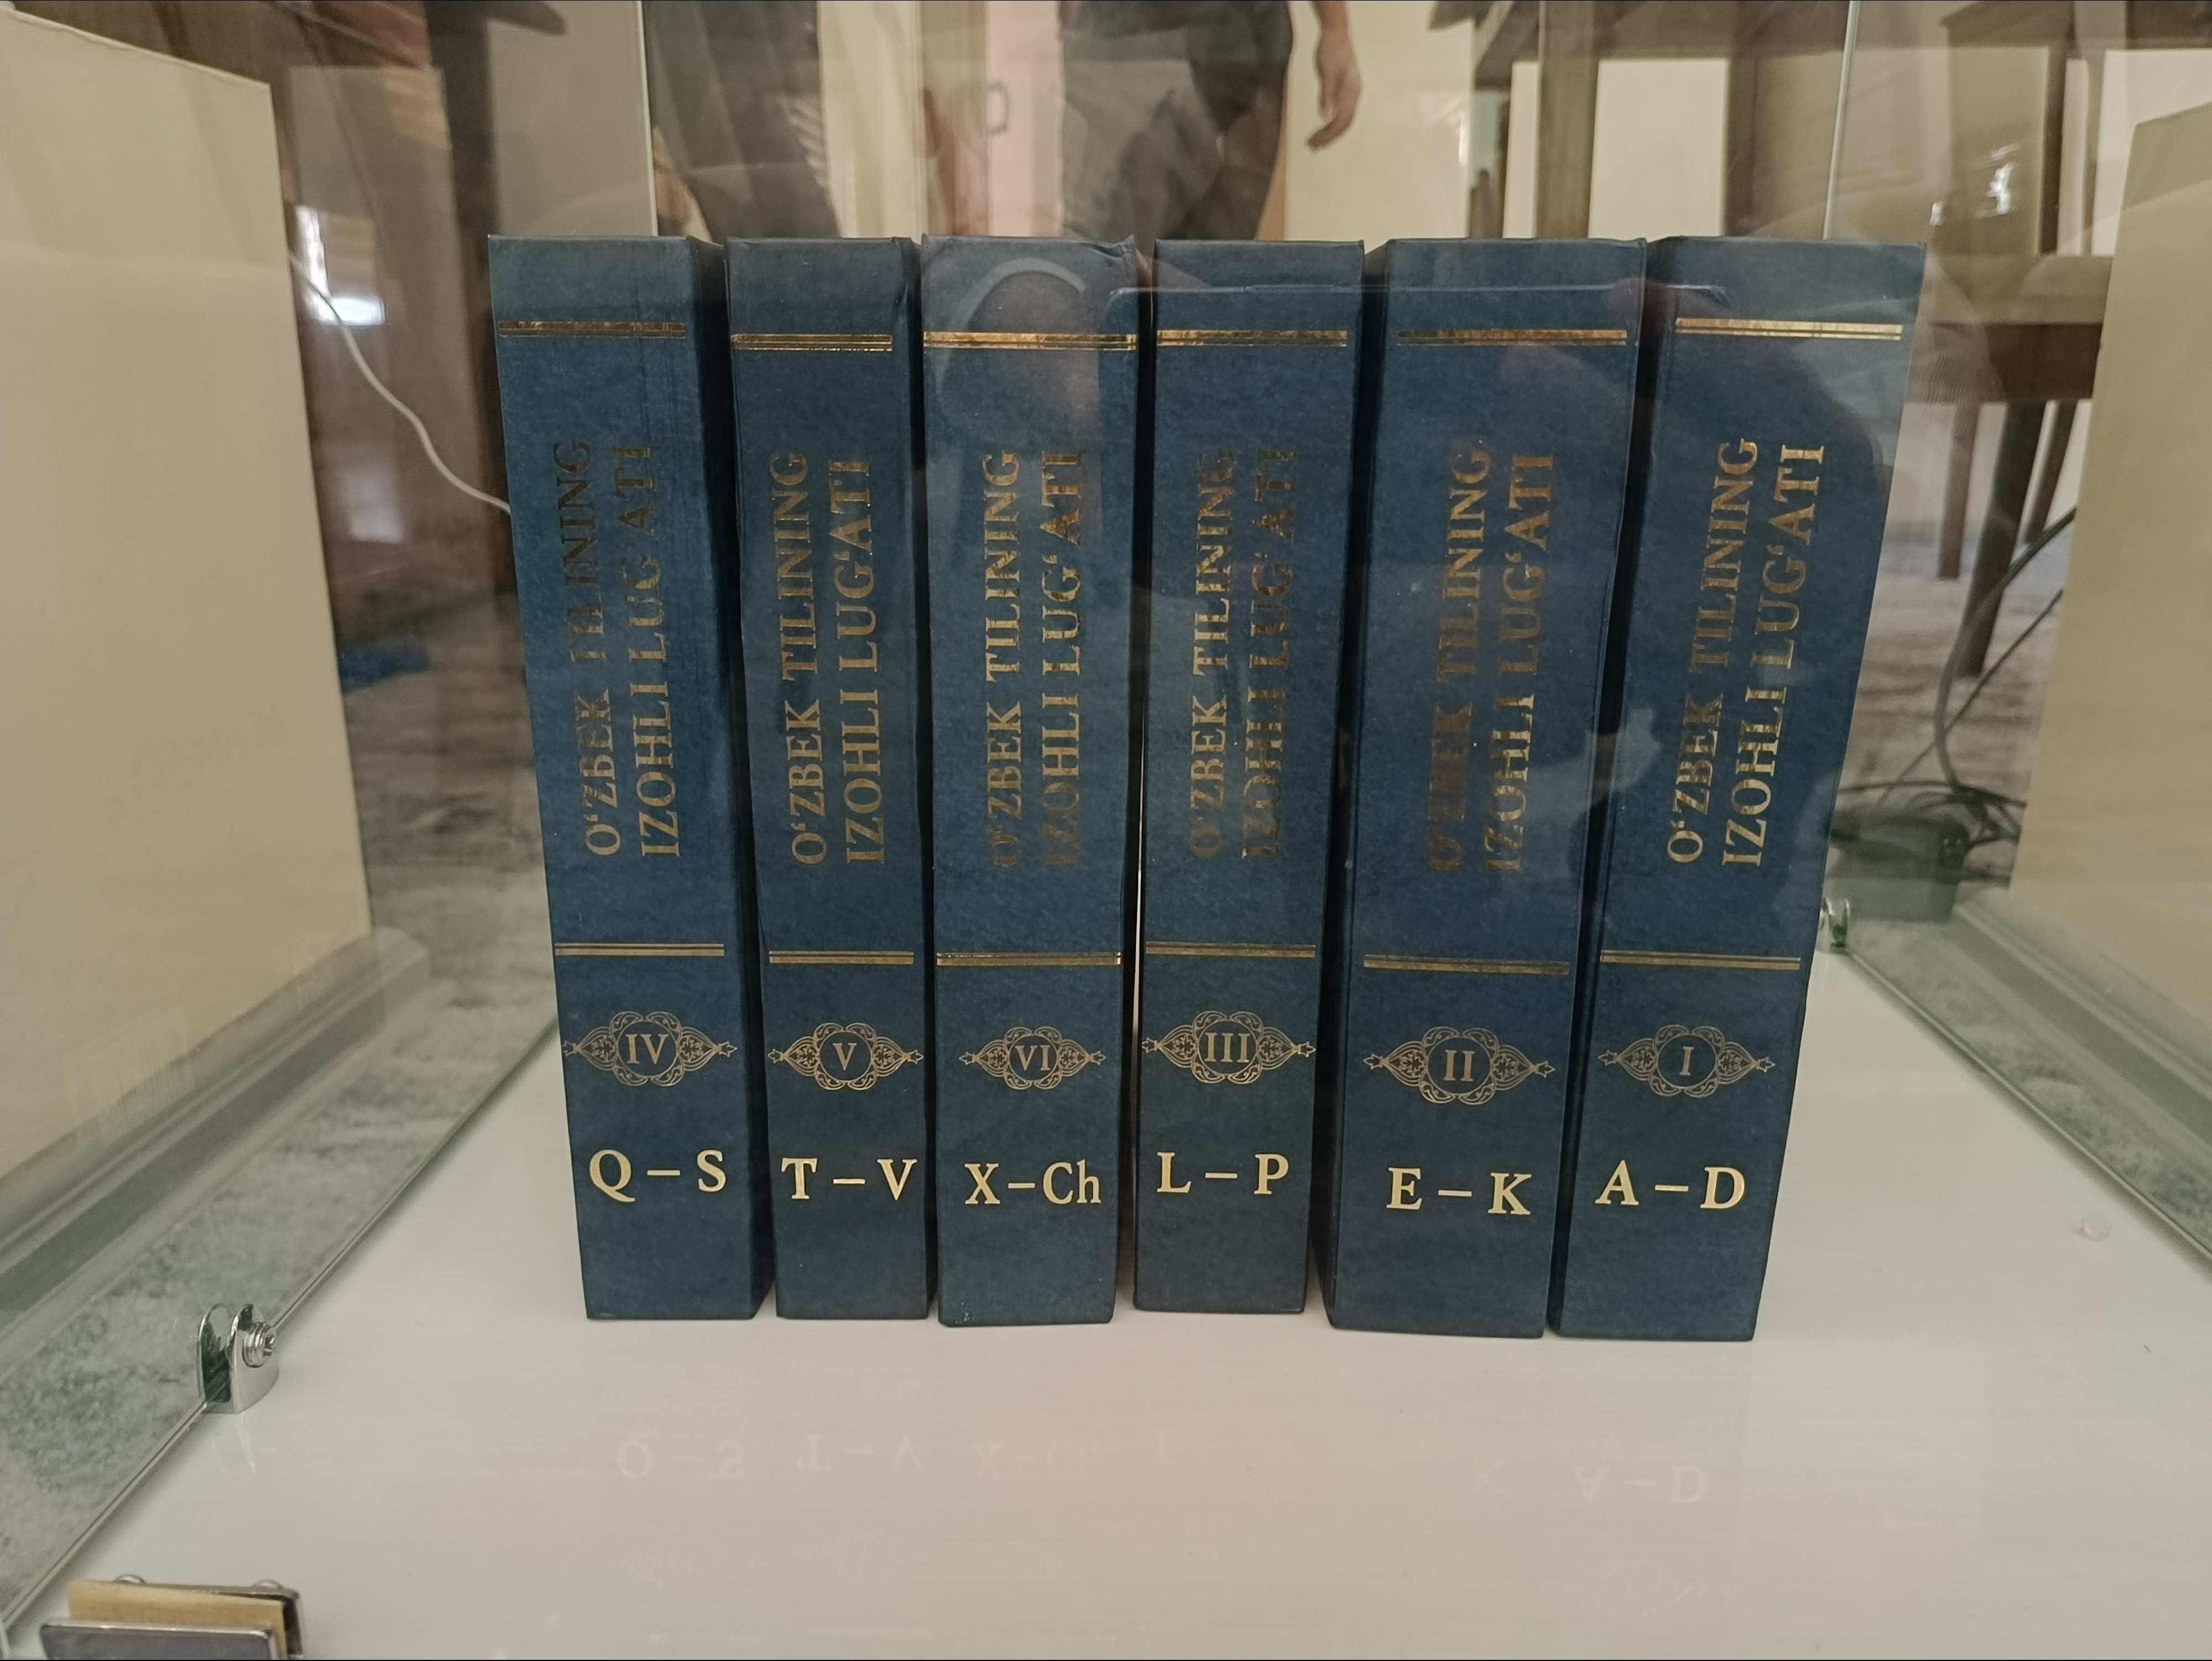 O‘ZBEK TILINING
IZOHLI LUG‘ATI
IV
Q – S
O‘ZBEK TILINING
IZOHLI LUG‘ATI
V
T – V
O‘ZBEK TILINING
IZOHLI LUG‘ATI
VI
X – Ch
O‘ZBEK TILINING
IZOHLI LUG‘ATI
III
L – P
O‘ZBEK TILINING
IZOHLI LUG‘ATI
II
E – K
O‘ZBEK TILINING
IZOHLI LUG‘ATI
I
A – D